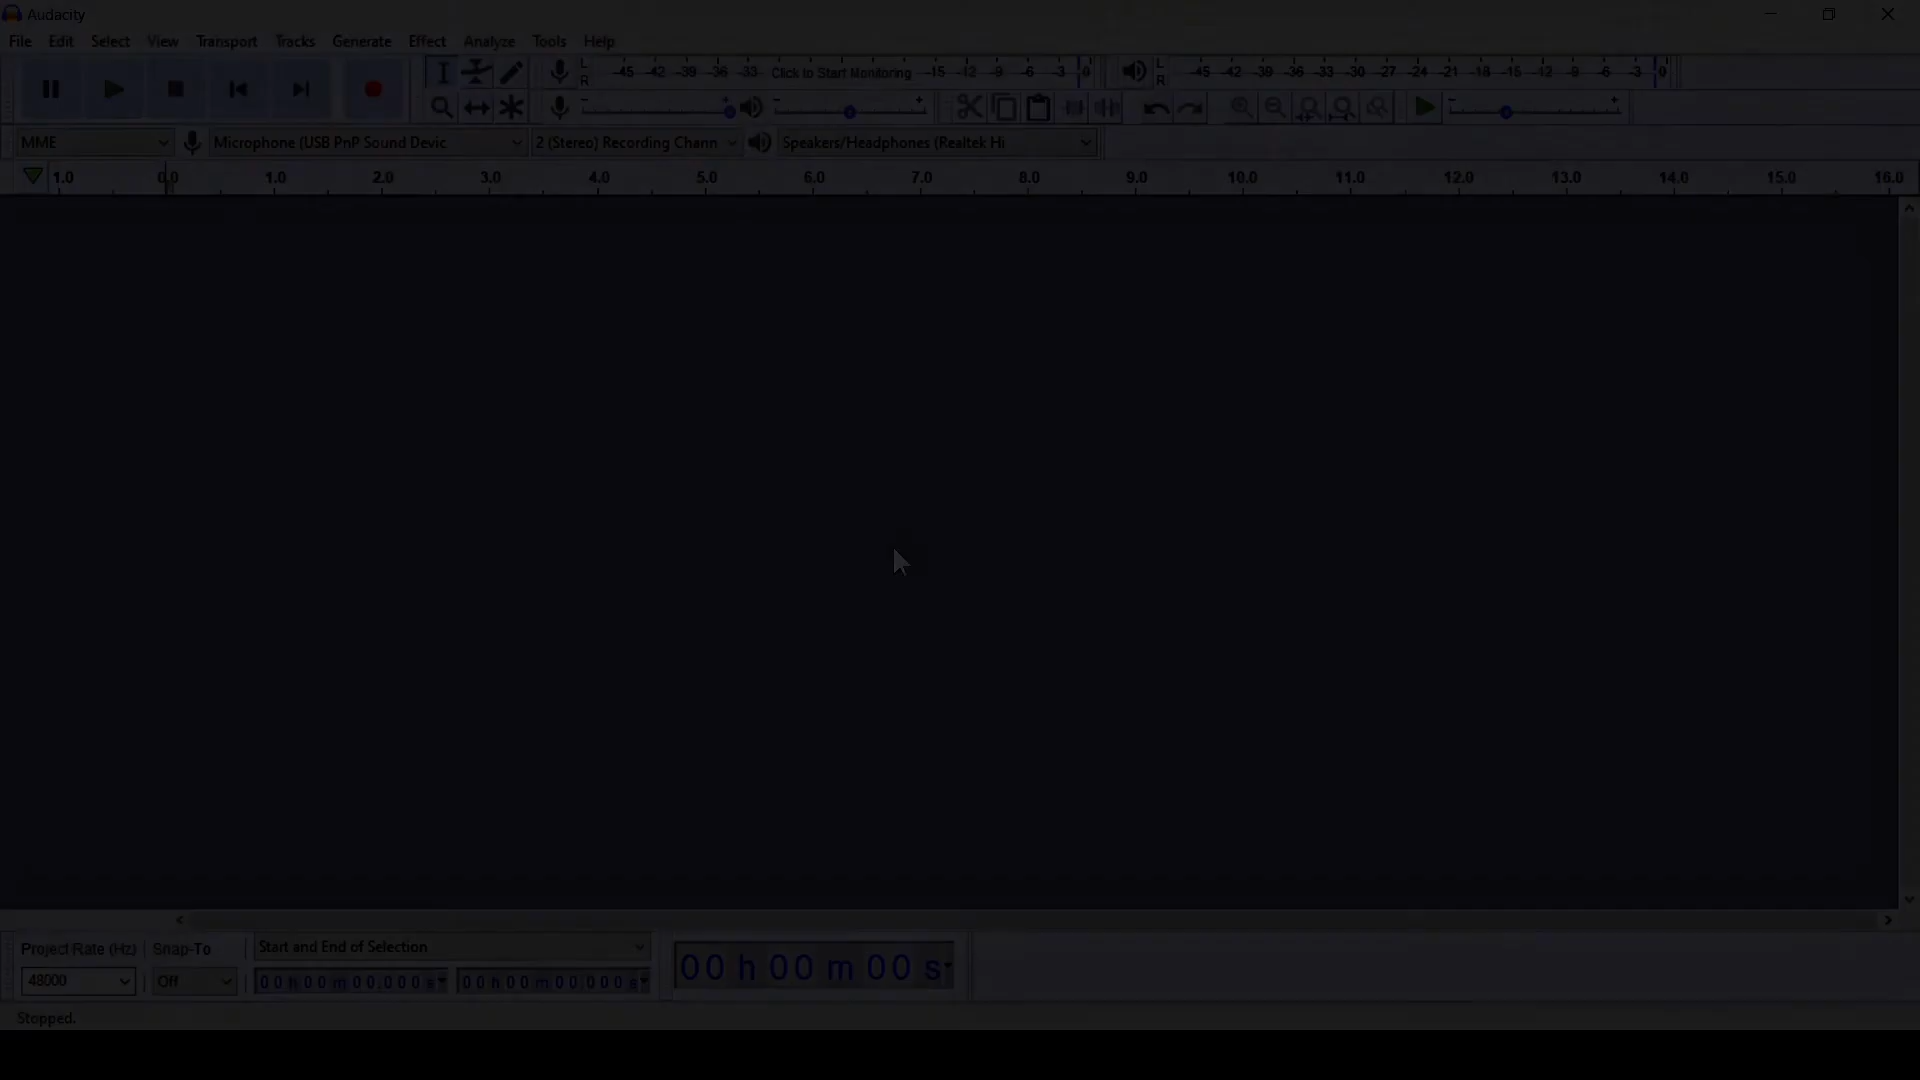 Audacity
File Edit Select View Transport Tracks Generate Effect Analyze Tools Help
L R -45 -42 -39 -36 -33 Click to Start Monitoring -15 -12 -9 -6 -3 0 L R -45 -42 -39 -36 -33 -30 -27 -24 -21 -18 -15 -12 -9 -6 -3 0
MME Microphone (USB PnP Sound Devic 2 (Stereo) Recording Chann Speakers/Headphones (Realtek Hi
1.0 0.0 1.0 2.0 3.0 4.0 5.0 6.0 7.0 8.0 9.0 10.0 11.0 12.0 13.0 14.0 15.0 16.0
Project Rate (Hz) Snap-To Start and End of Selection
48000 Off 00 h 00 m 00.000 s 00 h 00 m 00.000 s 00 h 00 m 00 s
Stopped.